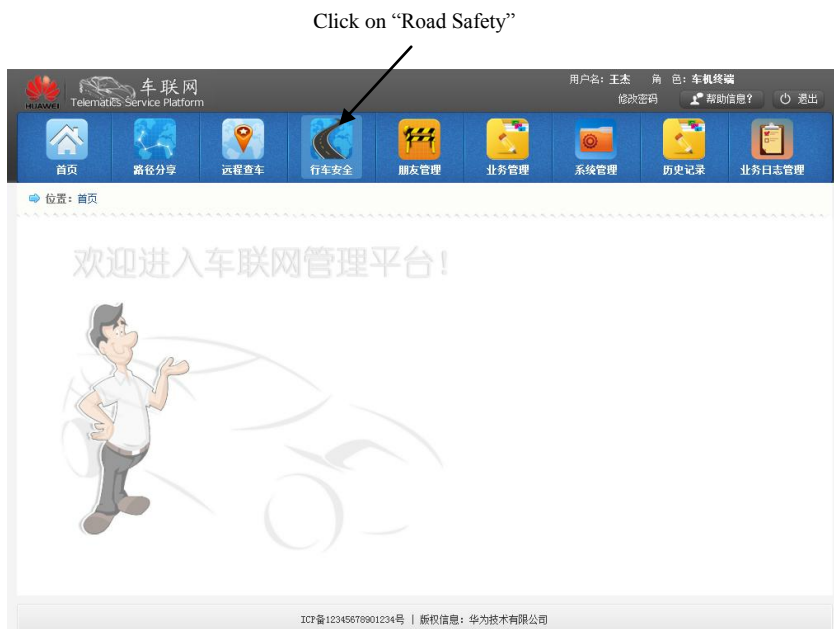 Click on “Road Safety”
HUAWEI
车联网
Telematics Service Platform
用户名: 王杰 角 色: 车机终端
修改密码 帮助信息? 退出
首页 路径分享 远程查车 行车安全 朋友管理 业务管理 系统管理 历史记录 业务日志管理
位置: 首页
欢迎进入车联网管理平台!
ICP备12345678901234号 | 版权信息: 华为技术有限公司